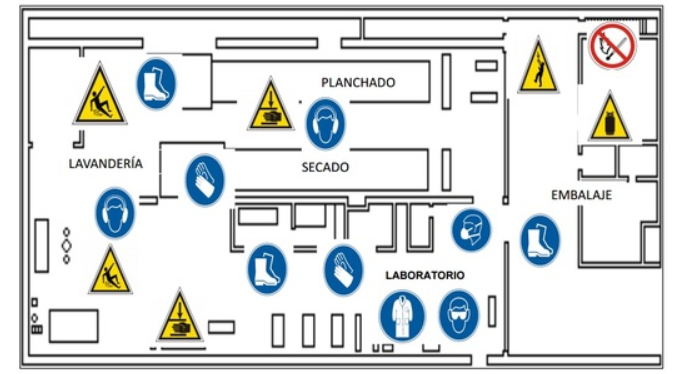 PLANCHADO
LAVANDERÍA
SECADO
EMBALAJE
LABORATORIO